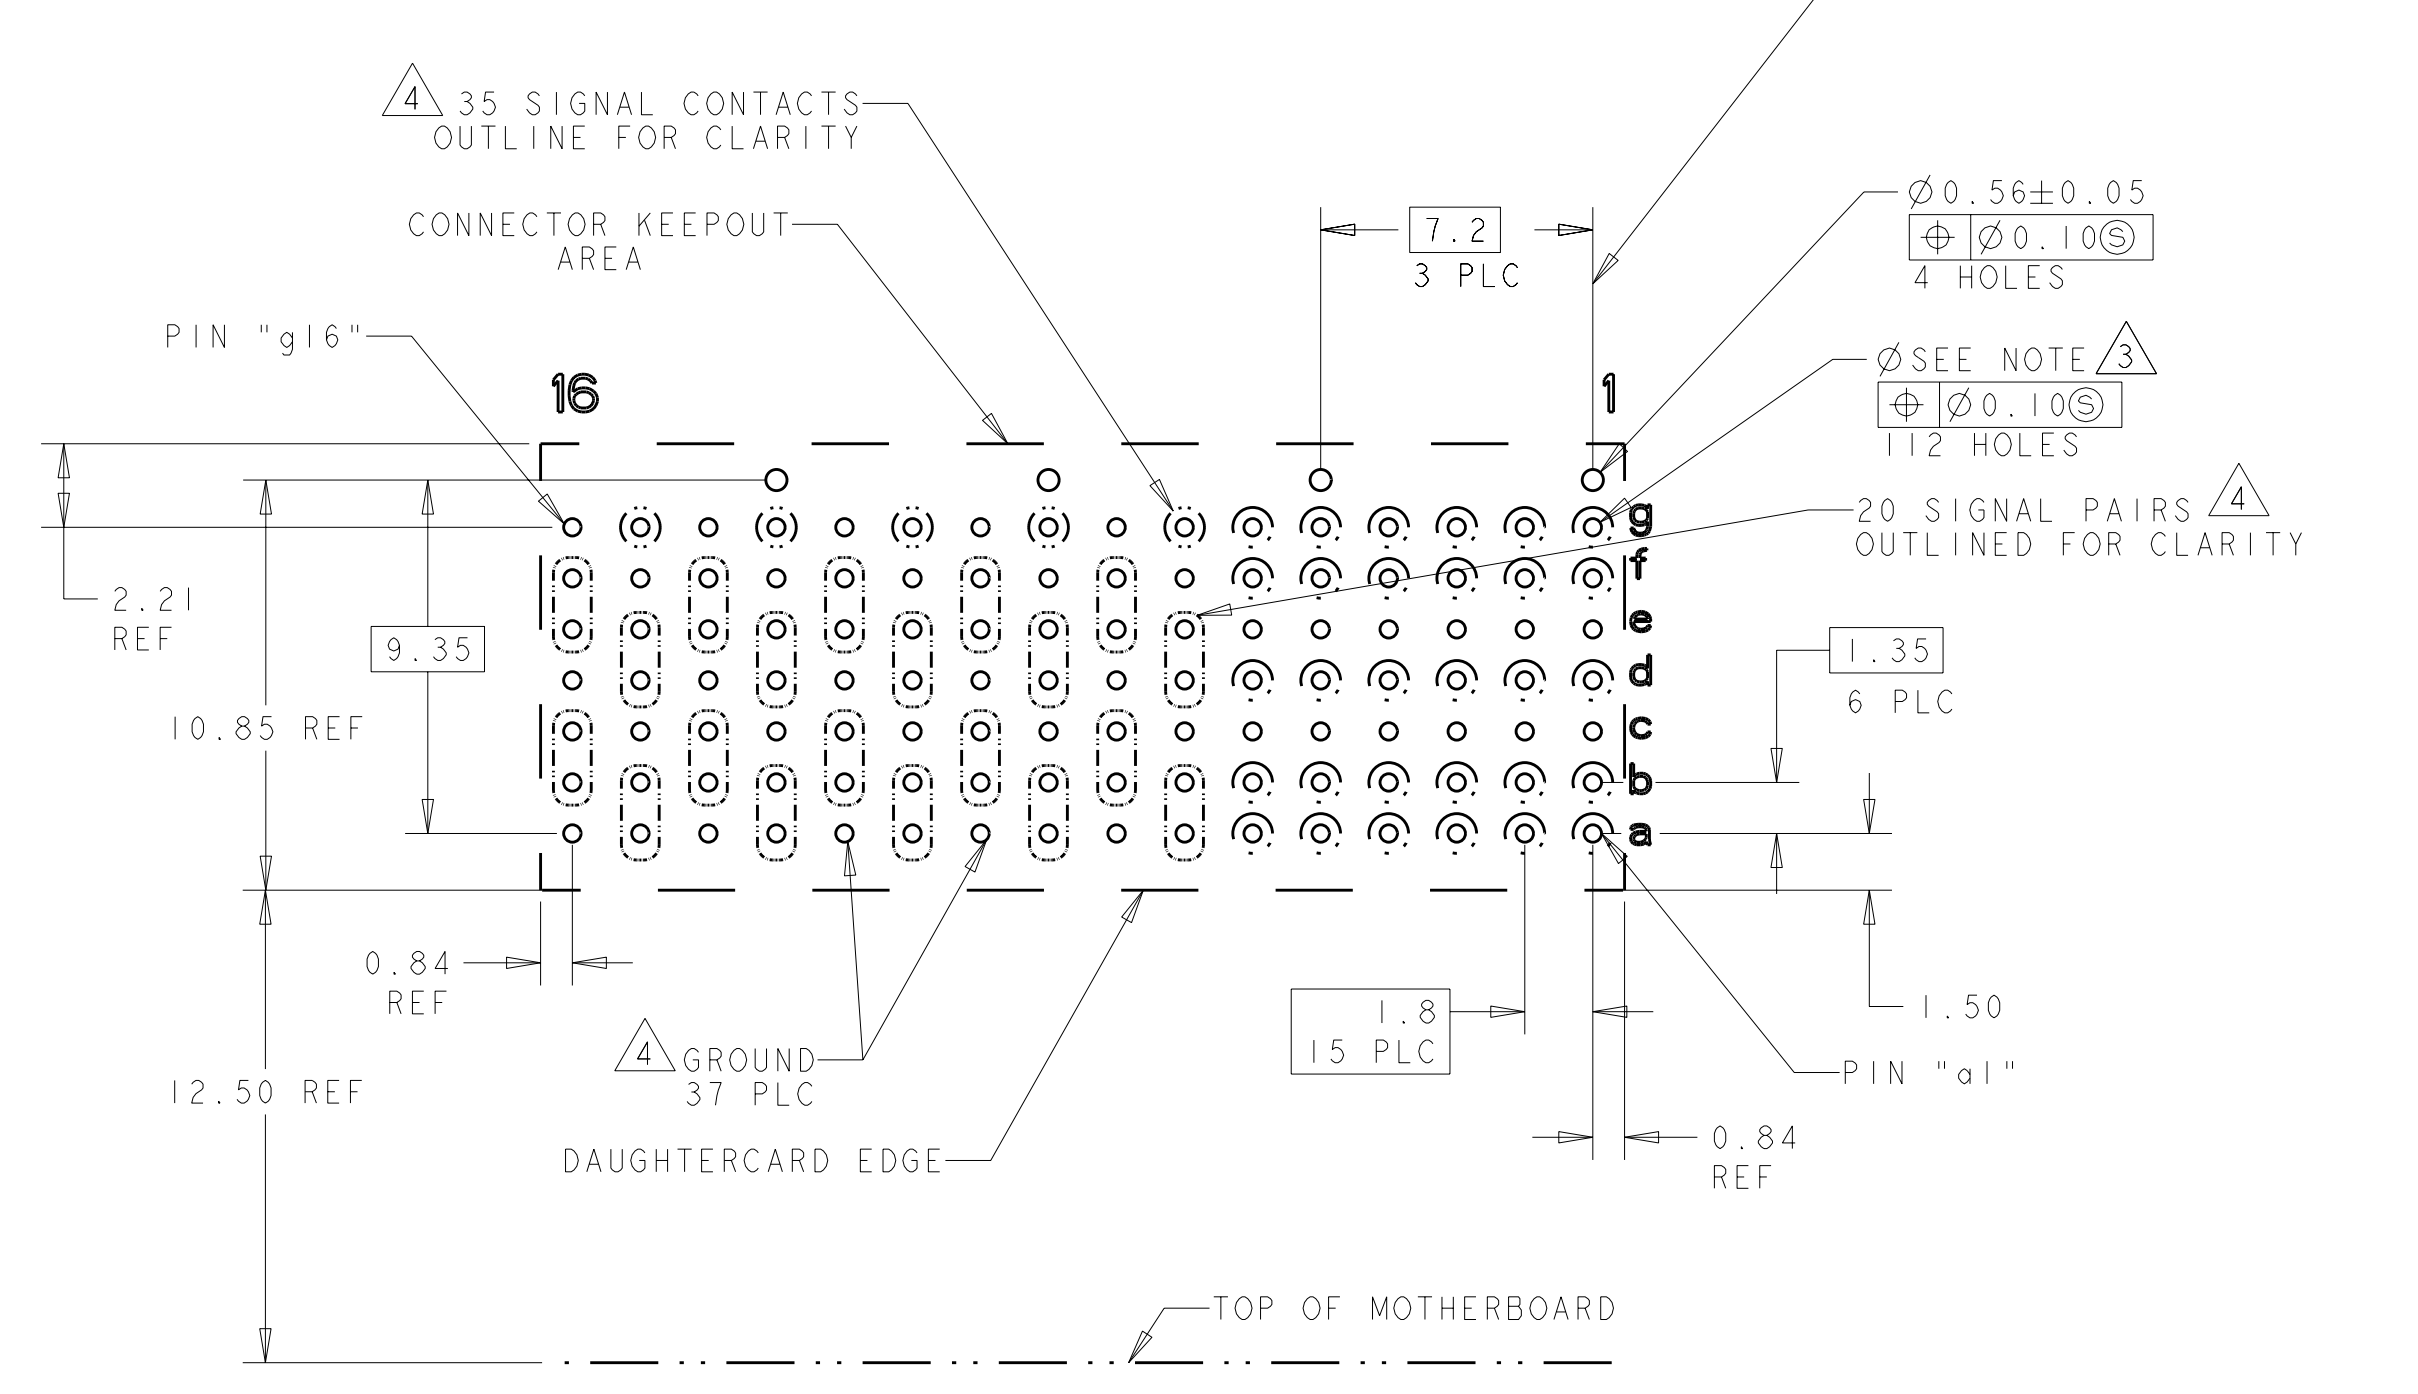 4 35 SIGNAL CONTACTS
OUTLINE FOR CLARITY
CONNECTOR KEEPOUT
AREA
7.2
3 PLC
Ø0.56±0.05
⌖ Ø0.10Ⓢ
4 HOLES
PIN "g16"
ØSEE NOTE 3
⌖ Ø0.10Ⓢ
112 HOLES
16
1
20 SIGNAL PAIRS 4
OUTLINED FOR CLARITY
g
f
e
d
c
b
a
2.21
REF
9.35
1.35
6 PLC
10.85 REF
0.84
REF
1.8
15 PLC
1.50
4 GROUND
37 PLC
PIN "a1"
12.50 REF
DAUGHTERCARD EDGE
0.84
REF
TOP OF MOTHERBOARD